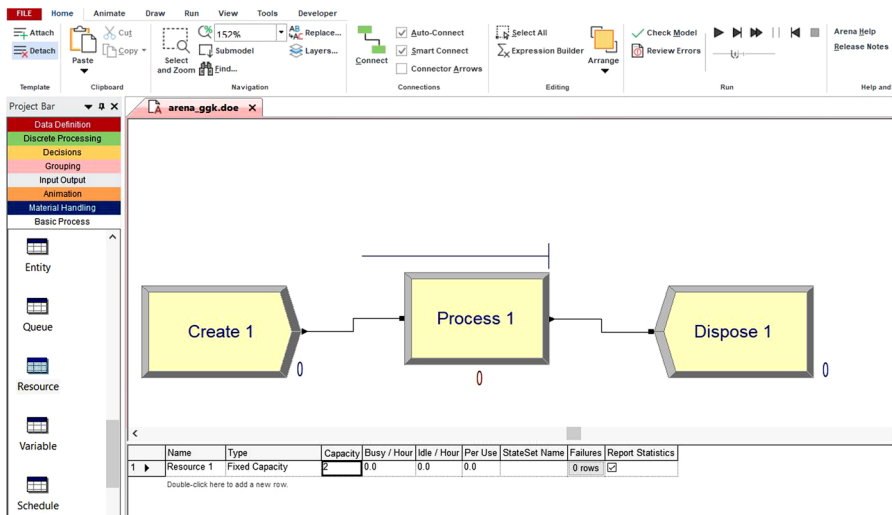 FILE Home Animate Draw Run View Tools Developer
Attach
Detach
Template
Paste
Cut
Copy
Clipboard
Select and Zoom
152%
Submodel
Find...
AB AC Replace...
Layers...
Navigation
Connect
Auto-Connect
Smart Connect
Connector Arrows
Connections
Select All
Expression Builder
Editing
Arrange
Check Model
Review Errors
Run
Arena Help
Release Notes
Help and
Project Bar
arena_ggk.doe
Data Definition
Discrete Processing
Decisions
Grouping
Input Output
Animation
Material Handling
Basic Process
Entity
Queue
Resource
Variable
Schedule
Create 1
0
Process 1
0
Dispose 1
0
Name Type Capacity Busy / Hour Idle / Hour Per Use StateSet Name Failures Report Statistics
1 Resource 1 Fixed Capacity 2 0.0 0.0 0.0 0 rows
Double-click here to add a new row.